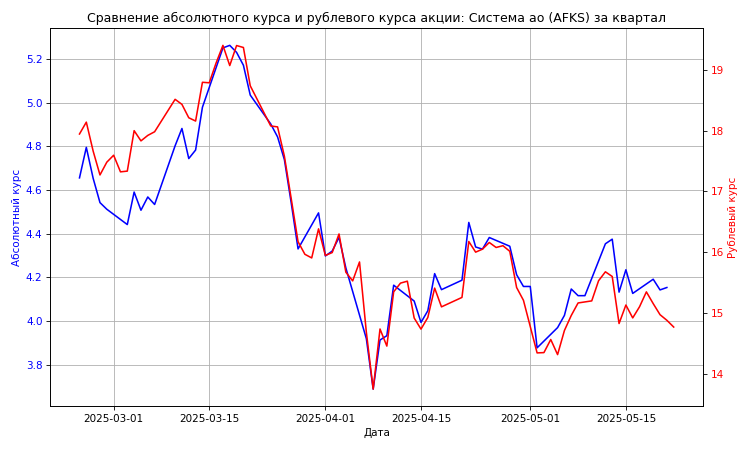 Сравнение абсолютного курса и рублевого курса акции: Система ао (AFKS) за квартал
5.2
5.0
4.8
4.6
4.4
4.2
4.0
3.8
Абсолютный курс
19
18
17
16
15
14
Рублевый курс
2025-03-01 2025-03-15 2025-04-01 2025-04-15 2025-05-01 2025-05-15
Дата